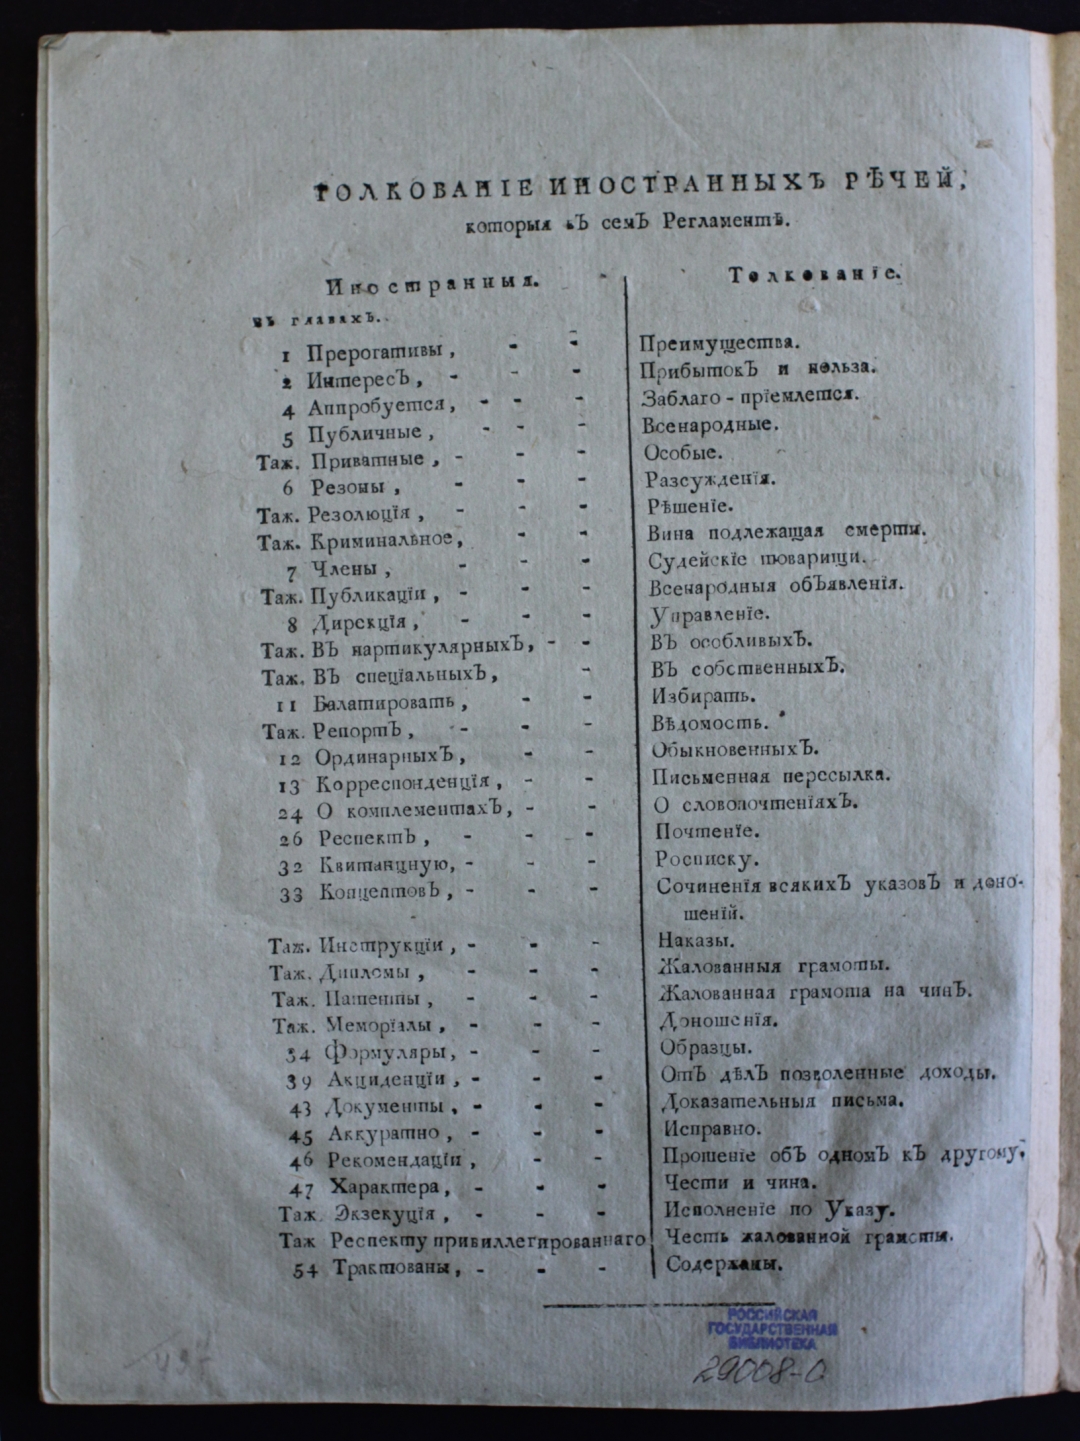 ТОЛКОВАНІЕ ИНОСТРАННЫХЪ РѢЧЕЙ,
которыя въ семъ Регламентѣ.
Иностранныя. Толкованіе.
въ главахъ.
1 Прерогативы, - - Преимущества.
2 Интересъ, - - - Прибытокъ и польза.
4 Аппробуется, - - - Заблаго-пріемлется.
5 Публичные, - - - Всенародные.
Таж. Приватные, - - - Особые.
6 Резоны, - - - Разсужденія.
Таж. Резолюція, - - - Рѣшеніе.
Таж. Криминальное, - - Вина подлежащая смерти.
7 Члены, - - - Судейскіе товарищи.
Таж. Публикаціи, - - - Всенародныя объявленія.
8 Дирекція, - - - Управленіе.
Таж. Въ партикулярныхъ, - - Въ особливыхъ.
Таж. Въ спеціальныхъ, - Въ собственныхъ.
11 Балатировать, - - Избирать.
Таж. Репортъ, - - - Вѣдомость.
12 Ординарныхъ, - - Обыкновенныхъ.
13 Корреспонденція, - - Письменная пересылка.
24 О комплементахъ, - - О словопочтеніяхъ.
26 Респектъ, - - - Почтеніе.
32 Квитанцную, - - - Росписку.
33 Концептовъ, - - - Сочиненія всякихъ указовъ и доно-
шеній.
Таж. Инструкціи, - - - Наказы.
Таж. Дипломы, - - - Жалованныя грамоты.
Таж. Патенты, - - - Жалованная грамота на чинъ.
Таж. Меморіалы, - - - Доношенія.
34 Формуляры, - - - Образцы.
39 Акциденціи, - - - Отъ дѣлъ позволенные доходы.
43 Документы, - - - Доказательныя письма.
45 Аккуратно, - - - Исправно.
46 Рекомендаціи, - - Прошеніе объ одномъ къ другому.
47 Характера, - - - Чести и чина.
Таж. Экзекуція, - - - Исполненіе по Указу.
Таж Респекту привиллегированнаго Честь жалованной грамоты.
54 Трактованы, - - - Содержаны.
РОССИЙСКАЯ
ГОСУДАРСТВЕННАЯ
БИБЛИОТЕКА
29008-0